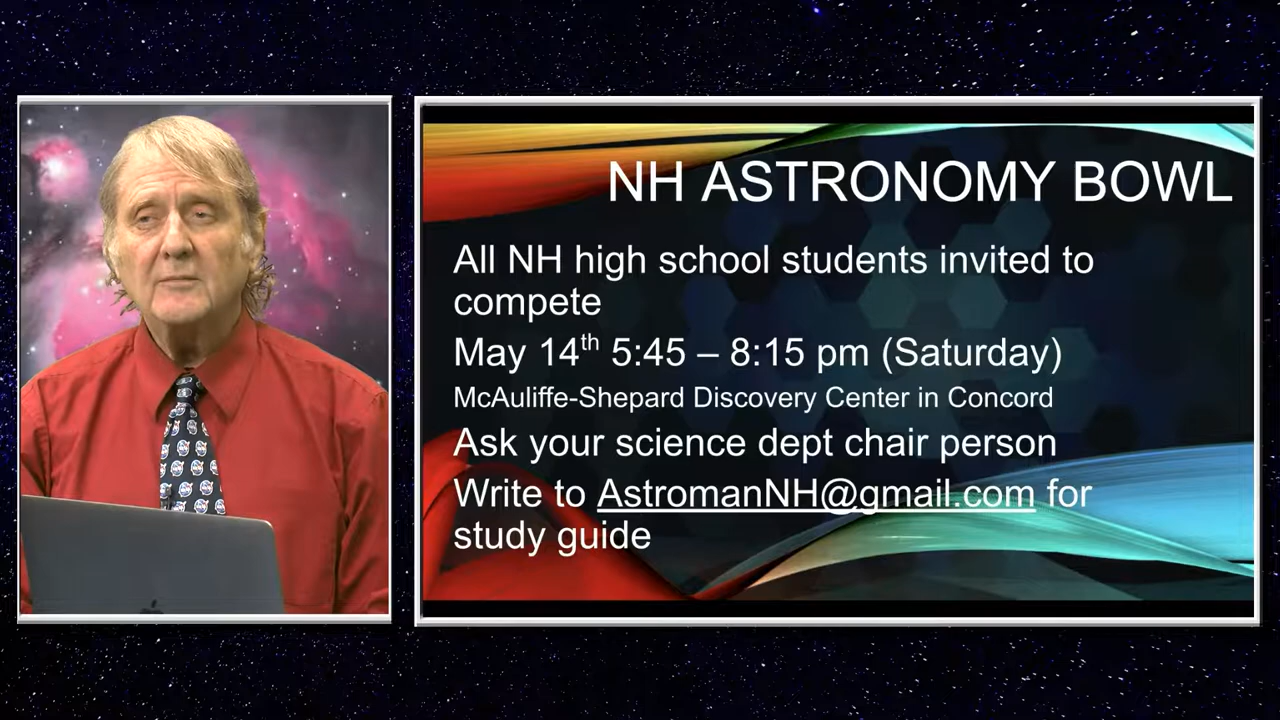 NH ASTRONOMY BOWL
All NH high school students invited to
compete
May 14th 5:45 – 8:15 pm (Saturday)
McAuliffe-Shepard Discovery Center in Concord
Ask your science dept chair person
Write to AstromanNH@gmail.com for
study guide